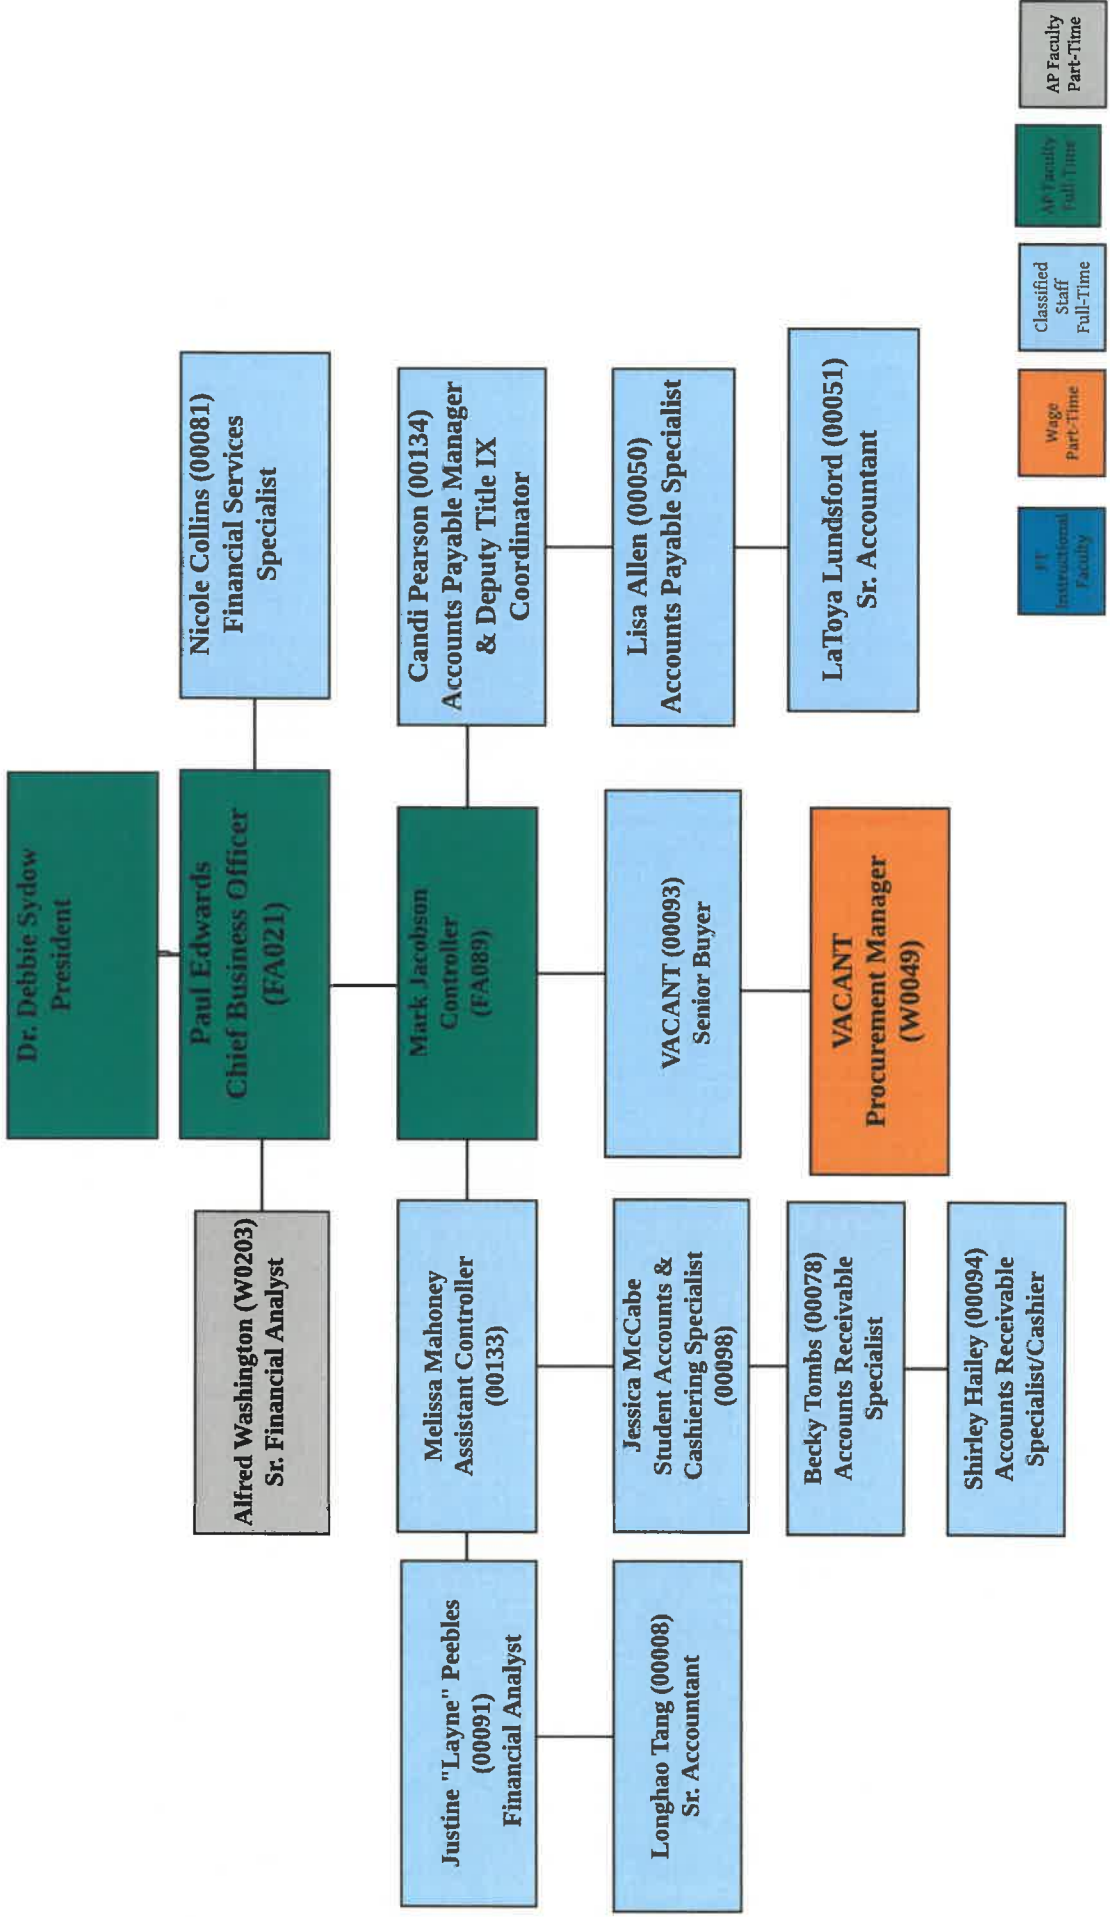 Dr. Debbie Sydow
President
Alfred Washington (W0203)
Sr. Financial Analyst
Paul Edwards
Chief Business Officer
(FA021)
Nicole Collins (00081)
Financial Services
Specialist
Justine "Layne" Peebles
(00091)
Financial Analyst
Melissa Mahoney
Assistant Controller
(00133)
Mark Jacobson
Controller
(FA089)
Candi Pearson (00134)
Accounts Payable Manager
& Deputy Title IX
Coordinator
Longhao Tang (00008)
Sr. Accountant
Jessica McCabe
Student Accounts &
Cashiering Specialist
(00098)
VACANT (00093)
Senior Buyer
Lisa Allen (00050)
Accounts Payable Specialist
Becky Tombs (00078)
Accounts Receivable
Specialist
VACANT
Procurement Manager
(W0049)
LaToya Lundsford (00051)
Sr. Accountant
Shirley Hailey (00094)
Accounts Receivable
Specialist/Cashier
Instructional
Faculty
Wage
Part-Time
Classified
Staff
Full-Time
AP Faculty
Full-Time
AP Faculty
Part-Time